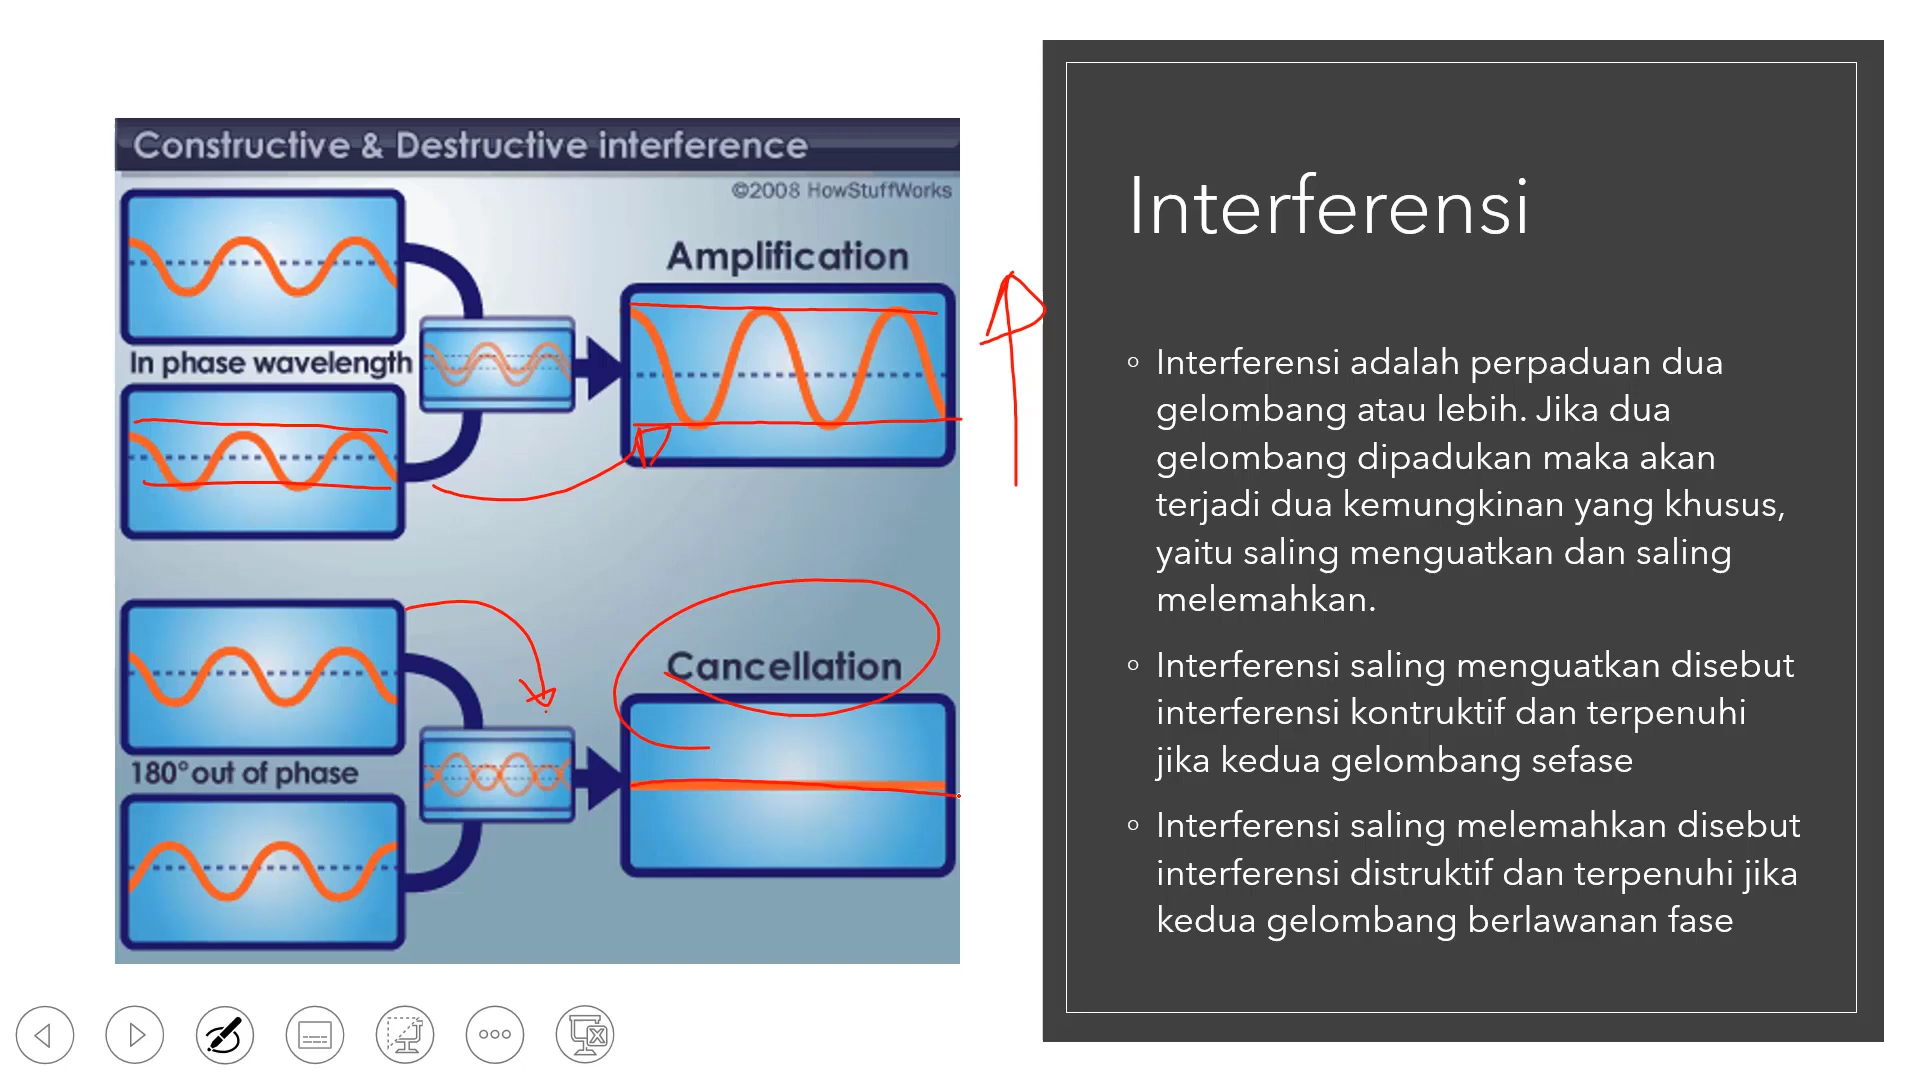 Constructive & Destructive interference
©2008 HowStuffWorks
Amplification
In phase wavelength
Cancellation
180° out of phase
Interferensi
Interferensi adalah perpaduan dua
gelombang atau lebih. Jika dua
gelombang dipadukan maka akan
terjadi dua kemungkinan yang khusus,
yaitu saling menguatkan dan saling
melemahkan.
Interferensi saling menguatkan disebut
interferensi kontruktif dan terpenuhi
jika kedua gelombang sefase
Interferensi saling melemahkan disebut
interferensi distruktif dan terpenuhi jika
kedua gelombang berlawanan fase